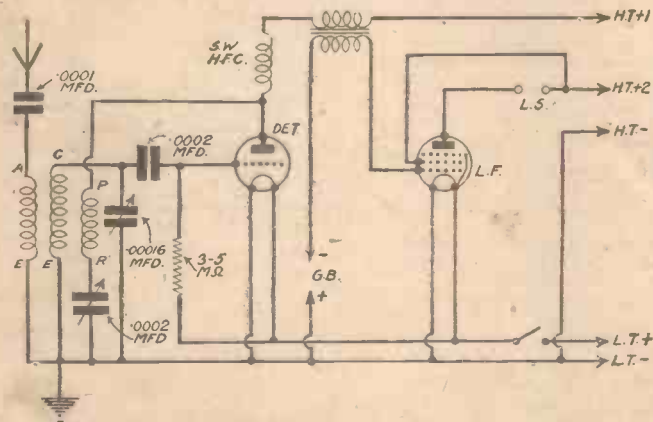 H.T.+1
S.W
H.F.C.
.0001
MFD.
H.T.+2
L.S.
H.T.-
DET.
.0002
MFD.
A
G
P
L.F.
.00016
MFD.
3-5
MΩ
-
G.B.
+
E
E
R
.0002
MFD.
L.T.+
L.T.-